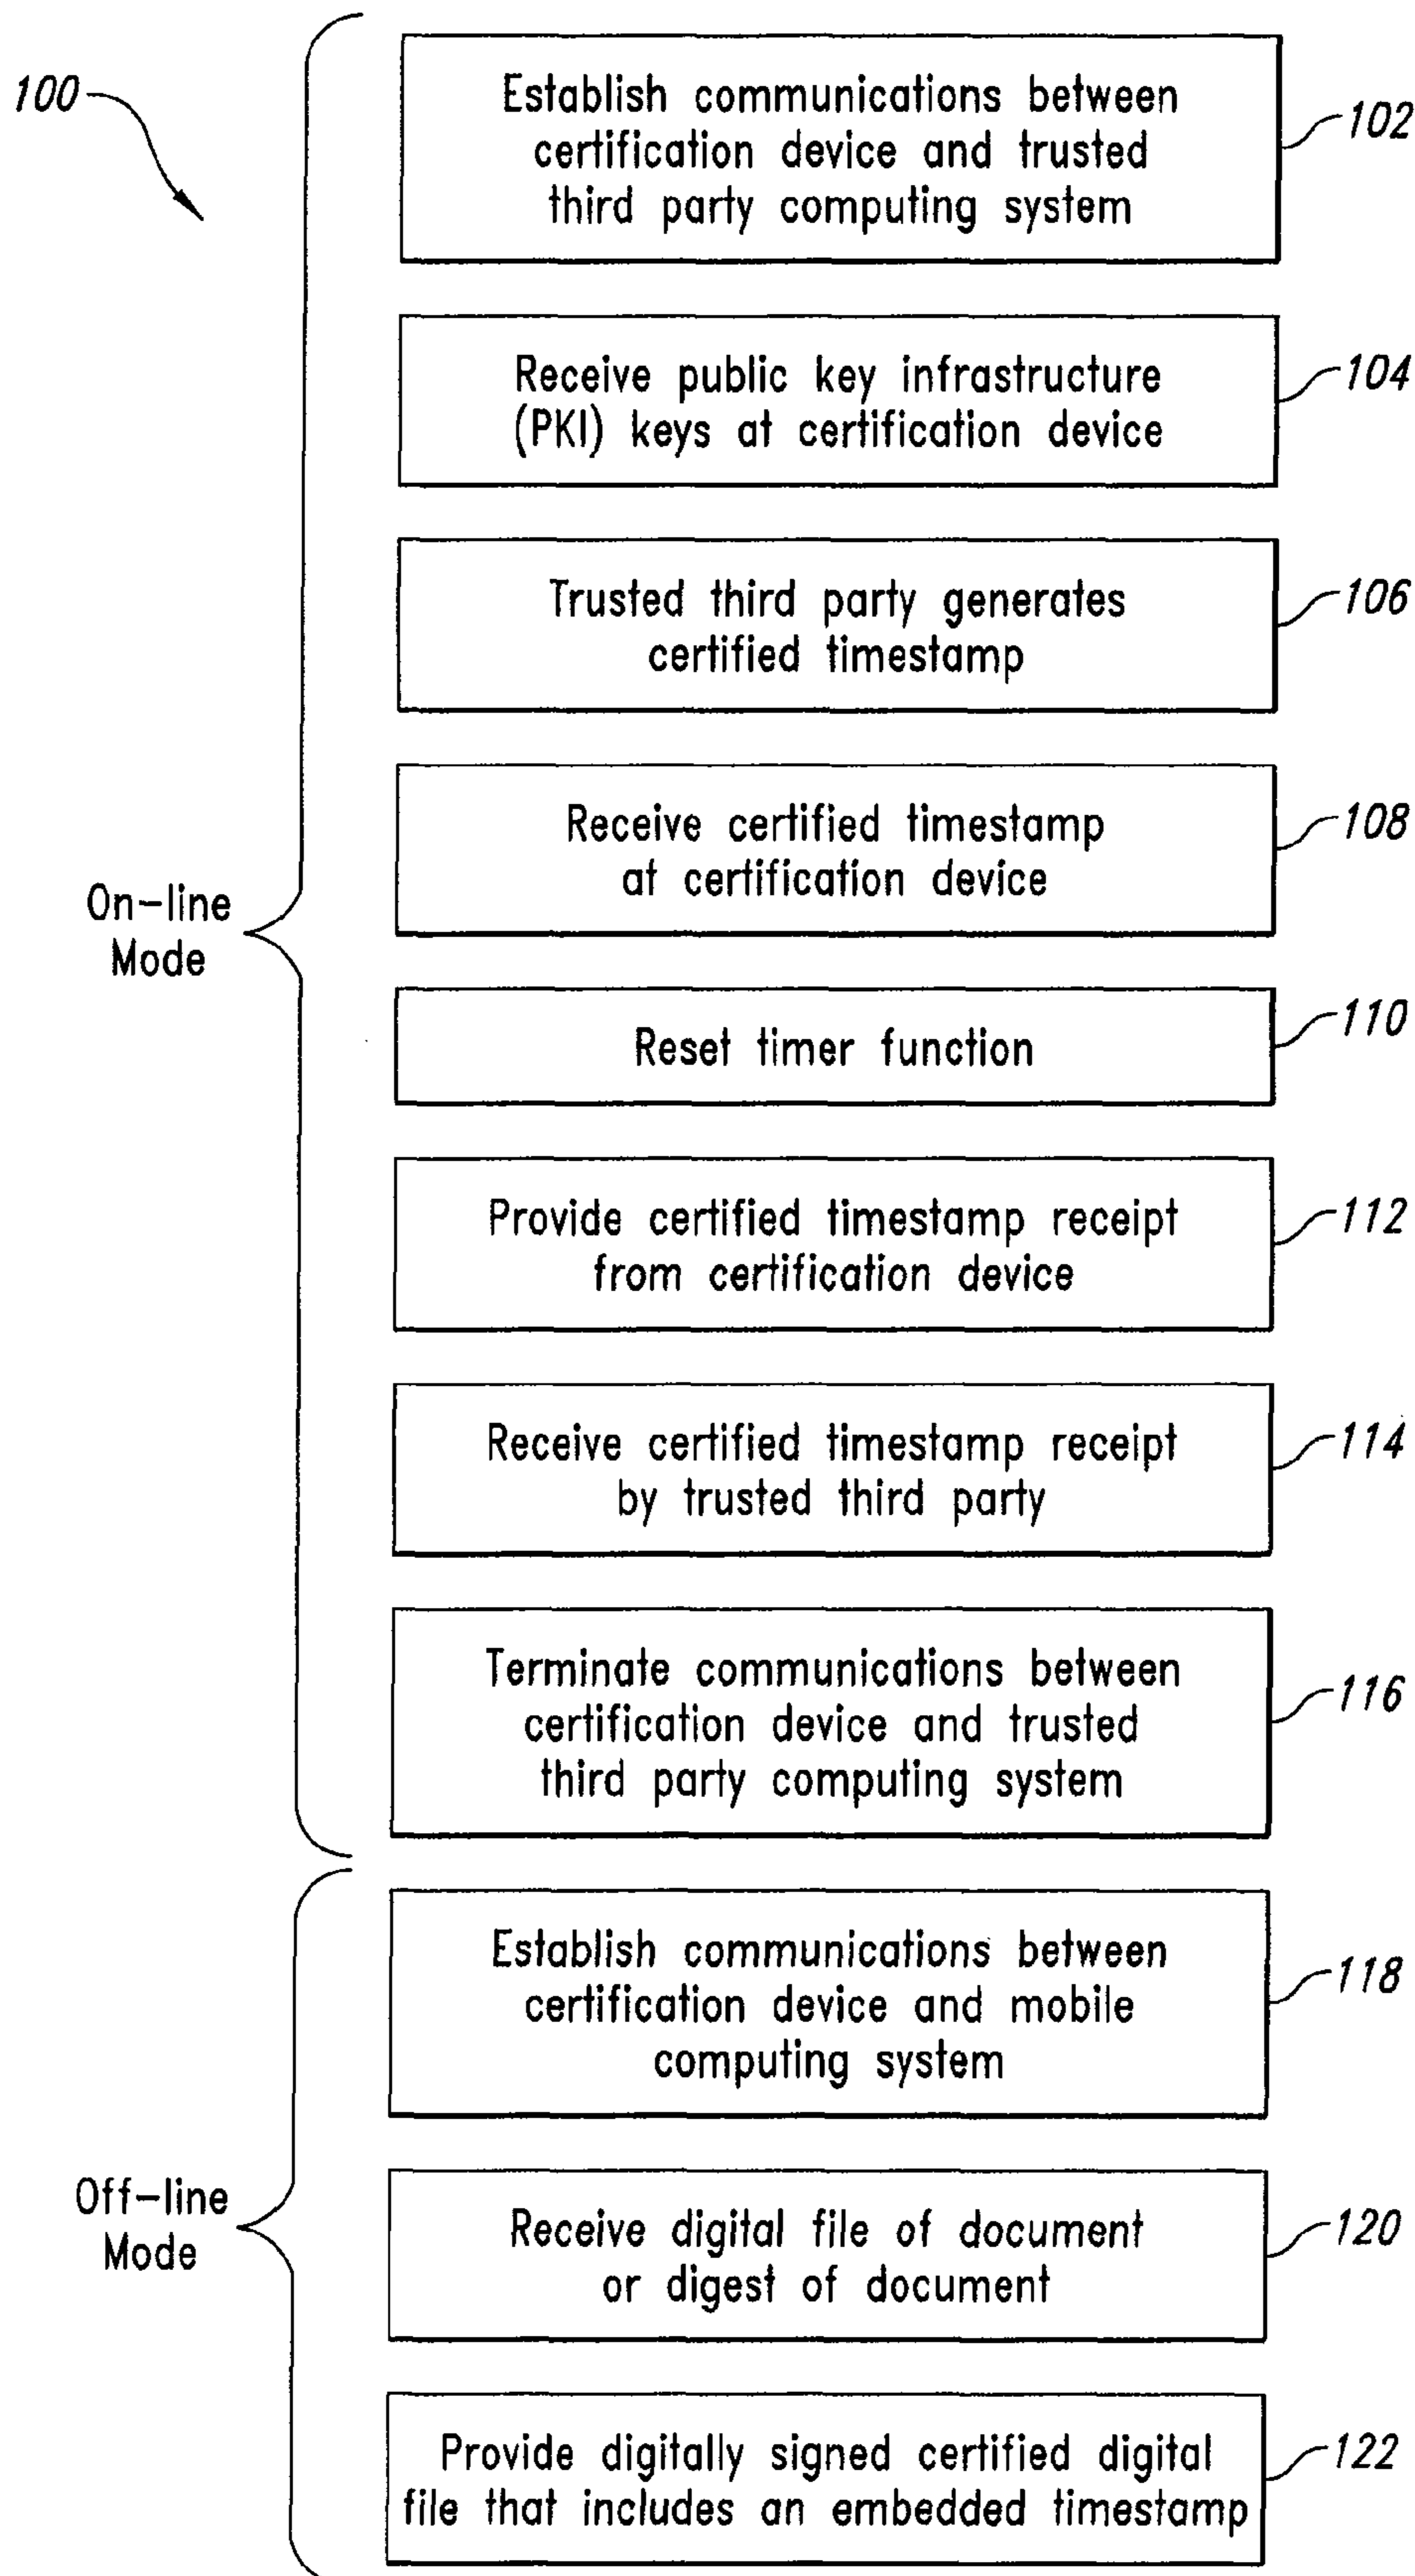 100
Establish communications between
certification device and trusted
third party computing system
102
Receive public key infrastructure
(PKI) keys at certification device
104
Trusted third party generates
certified timestamp
106
Receive certified timestamp
at certification device
108
On-line
Mode
Reset timer function
110
Provide certified timestamp receipt
from certification device
112
Receive certified timestamp receipt
by trusted third party
114
Terminate communications between
certification device and trusted
third party computing system
116
Establish communications between
certification device and mobile
computing system
118
Off-line
Mode
Receive digital file of document
or digest of document
120
Provide digitally signed certified digital
file that includes an embedded timestamp
122